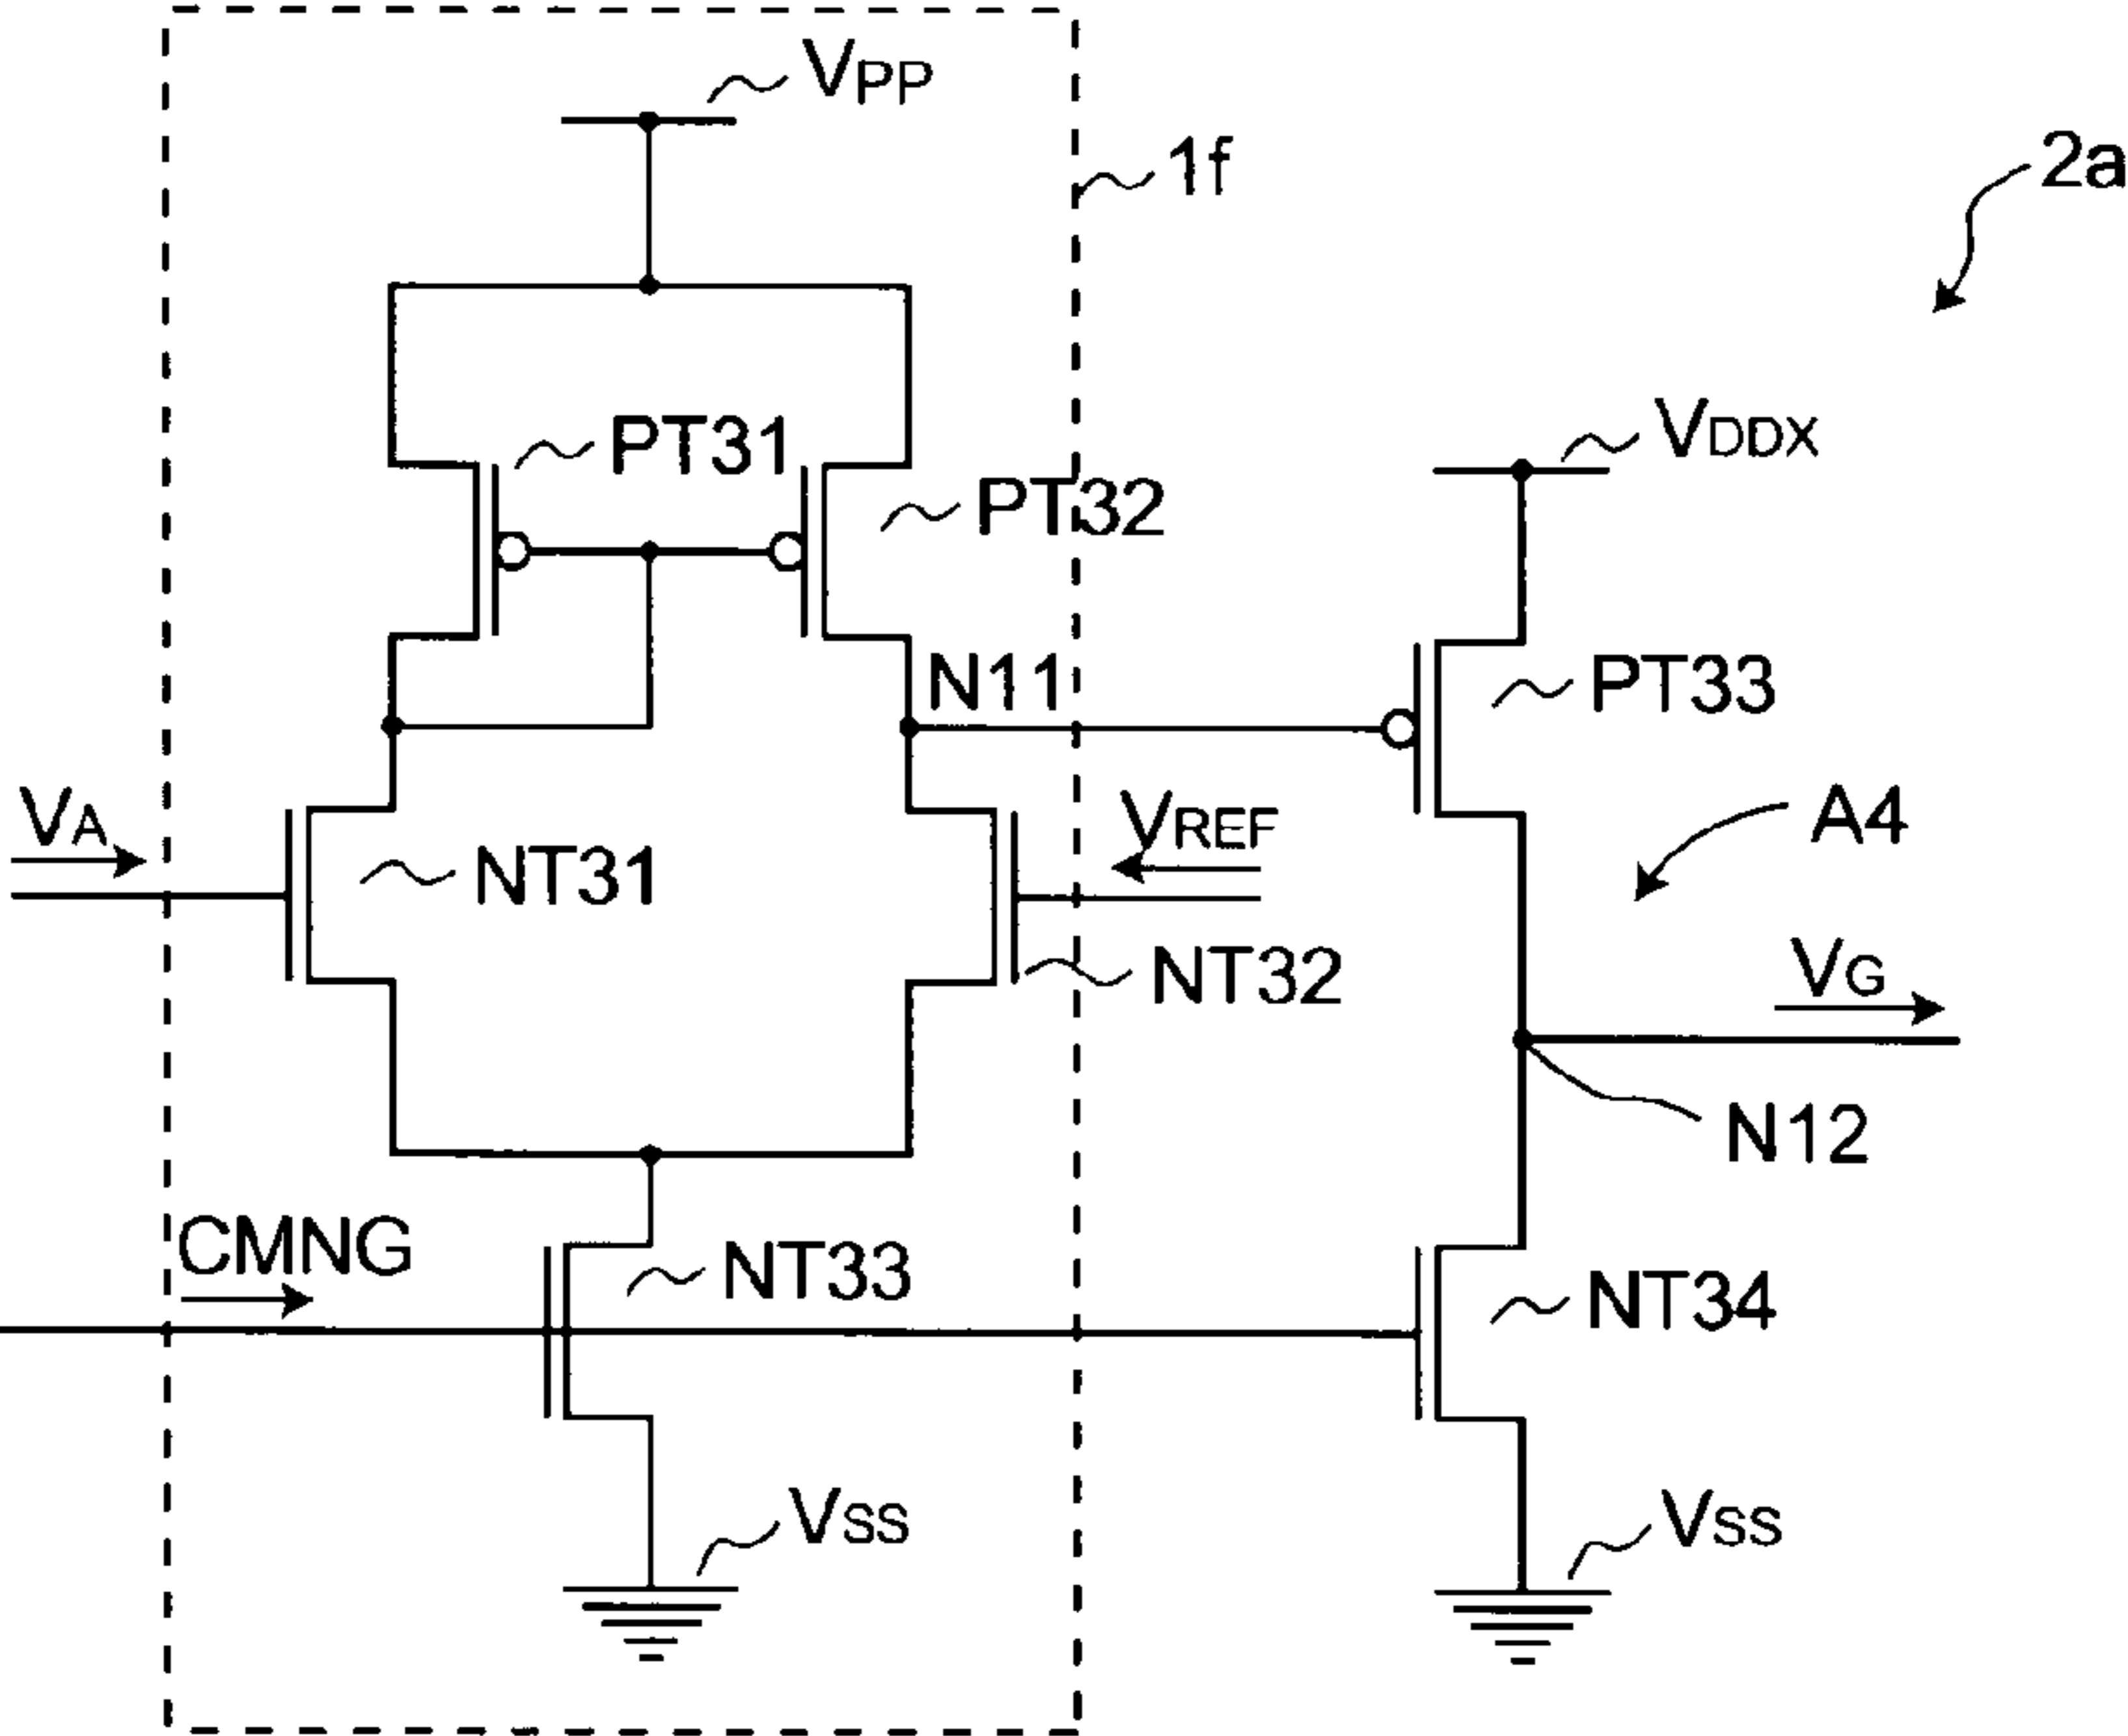 VPP
1f
2a
VDDX
PT31
PT32
N11
PT33
VA
VREF
A4
NT31
VG
NT32
N12
CMNG
NT33
NT34
VSS
VSS